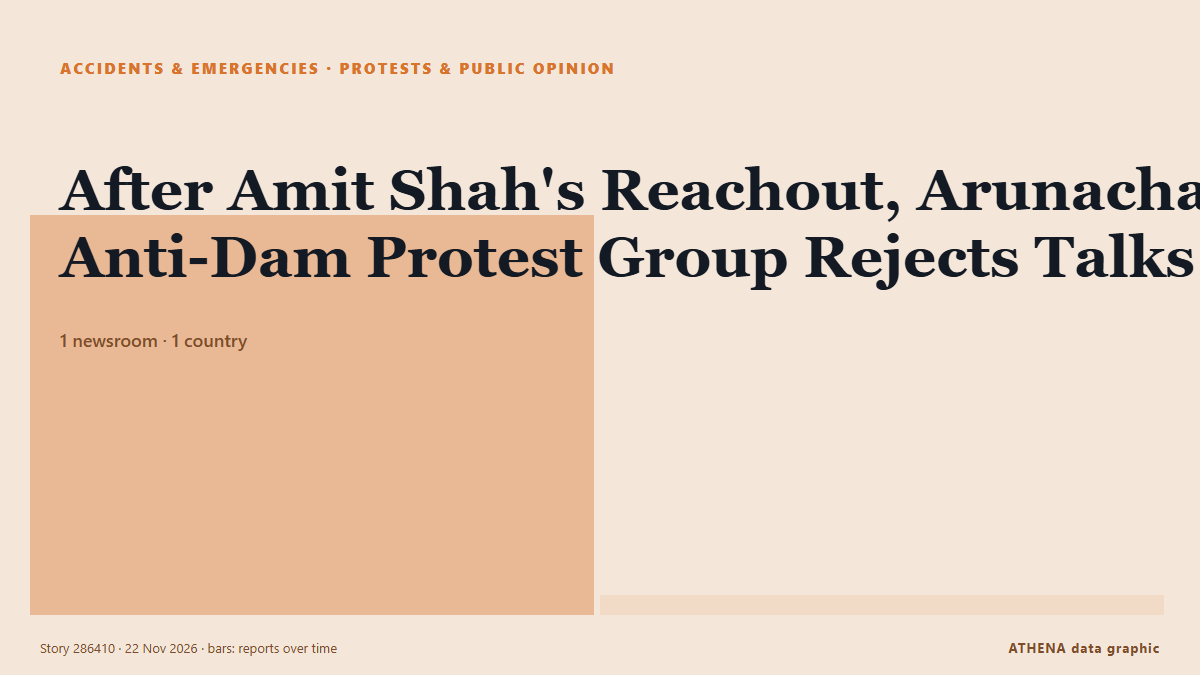 ACCIDENTS & EMERGENCIES · PROTESTS & PUBLIC OPINION
After Amit Shah's Reachout, Arunacha
Anti-Dam Protest Group Rejects Talks
1 newsroom · 1 country
Story 286410 · 22 Nov 2026 · bars: reports over time
ATHENA data graphic